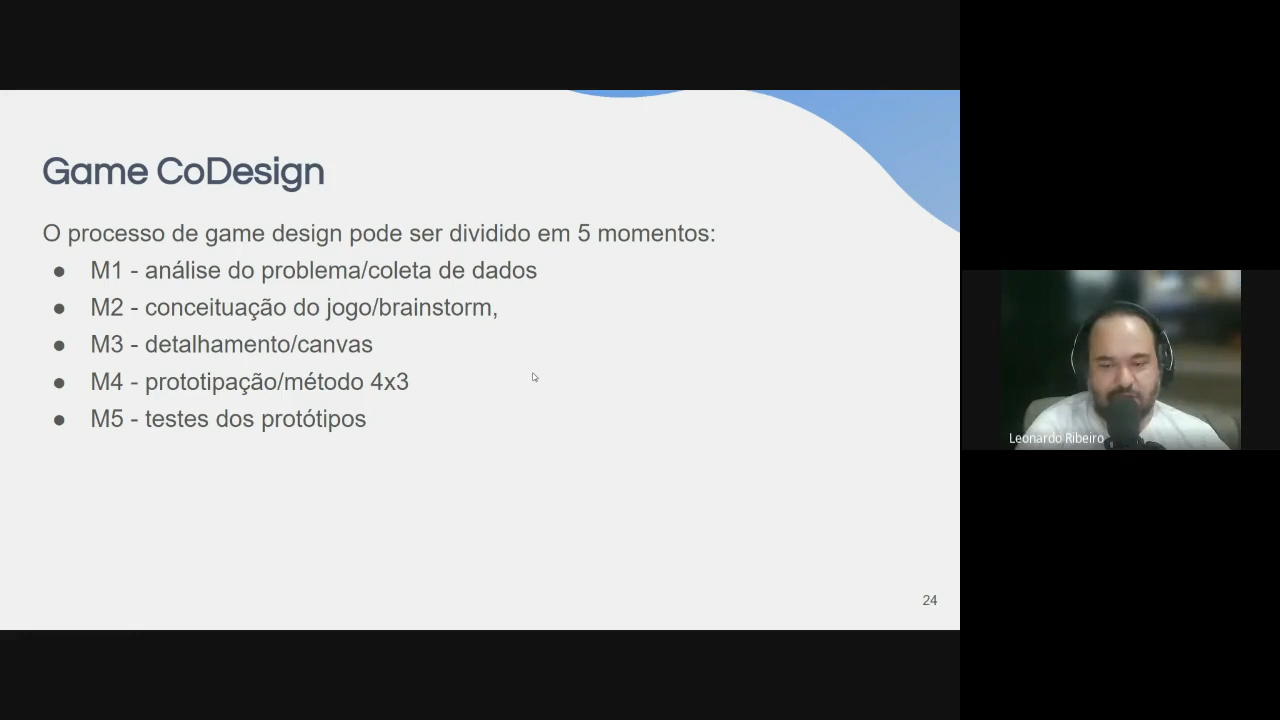 Game CoDesign
O processo de game design pode ser dividido em 5 momentos:
● M1 - análise do problema/coleta de dados
● M2 - conceituação do jogo/brainstorm,
● M3 - detalhamento/canvas
● M4 - prototipação/método 4x3
● M5 - testes dos protótipos
24
Leonardo Ribeiro